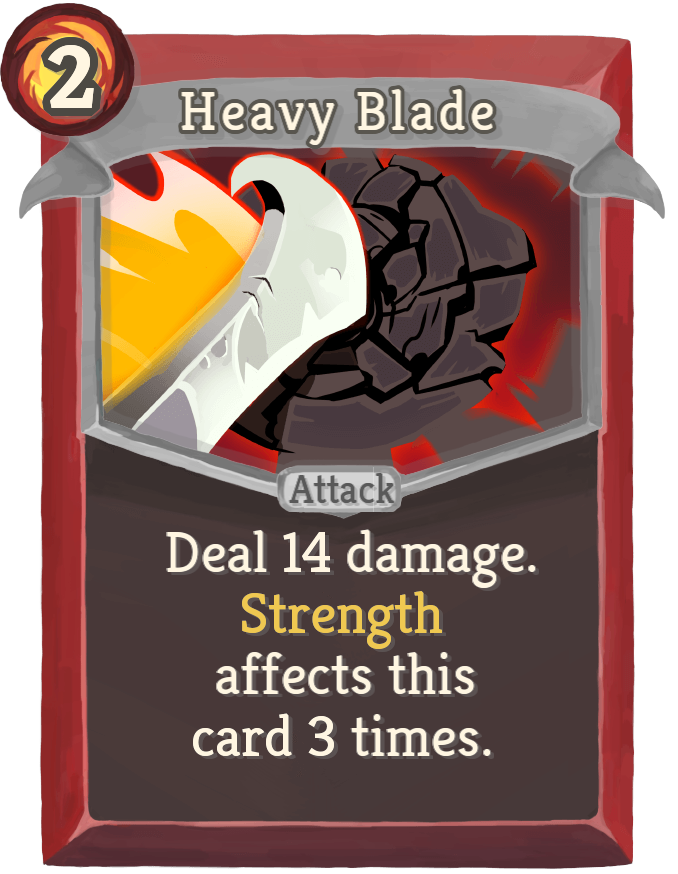 2
Heavy Blade
Attack
Deal 14 damage.
Strength
affects this
card 3 times.